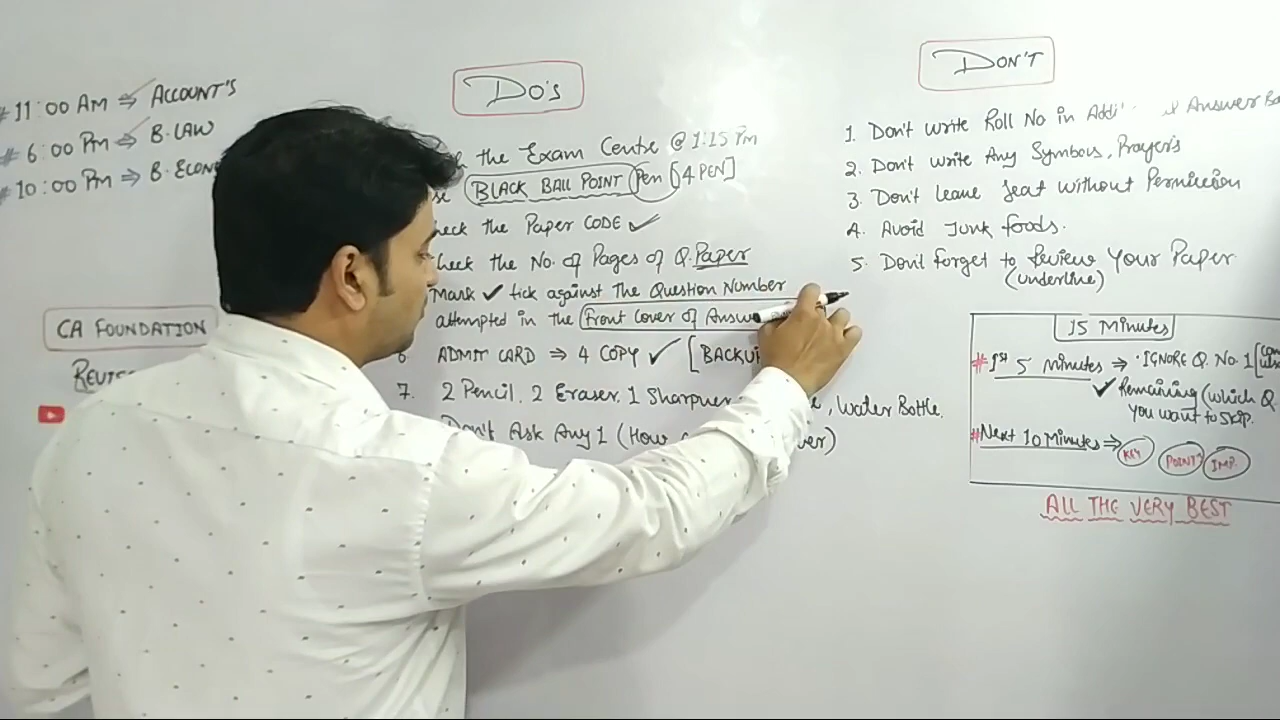 # 11:00 AM ⇒ ACCOUNT'S
# 6:00 PM ⇒ B. LAW
# 10:00 PM ⇒ B.
CA FOUNDATION
DO'S
the Exam Centre @ 1:15 PM
BLACK BALL POINT Pen [4 PEN]
the Paper CODE ✓
the No. of Pages of Q. Paper
Mark ✓ tick against The Question Number
attempted in the front cover of
ADMIT CARD ⇒ 4 COPY ✓
7. 2 Pencil, 2 Eraser, 1 Sharpner , Water Bottle.
Don't Ask Any 1 (How
DON'T
1. Don't write Roll No in Answer
2. Don't write Any Symbols, Prayer's
3. Don't leave seat without Permission
4. Avoid Junk foods.
5. Don't forget to Review Your Paper
(underline)
15 Minutes
# 1st 5 minutes ⇒ IGNORE Q. No. 1
✓ Remaining (which Q.
You want to skip.
# Next 10 Minutes ⇒ KEY POINTS IMP.
ALL THE VERY BEST